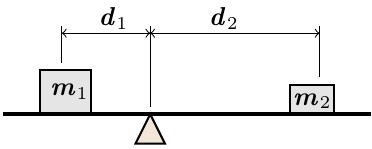 d₁ d₂
m₁ m₂